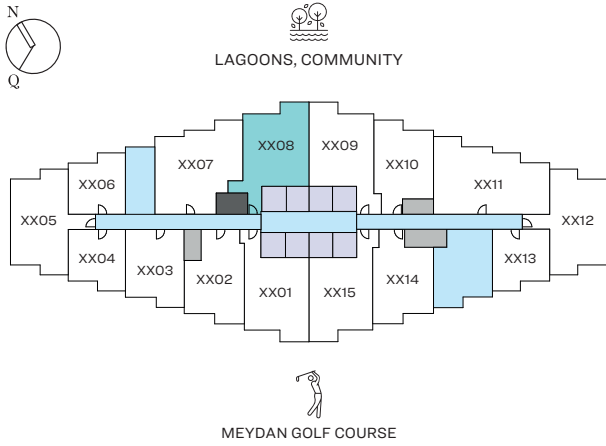 N
Q
LAGOONS, COMMUNITY
XX08
XX09
XX07
XX10
XX06
XX11
XX05
XX12
XX04
XX03
XX02
XX01
XX15
XX14
XX13
MEYDAN GOLF COURSE